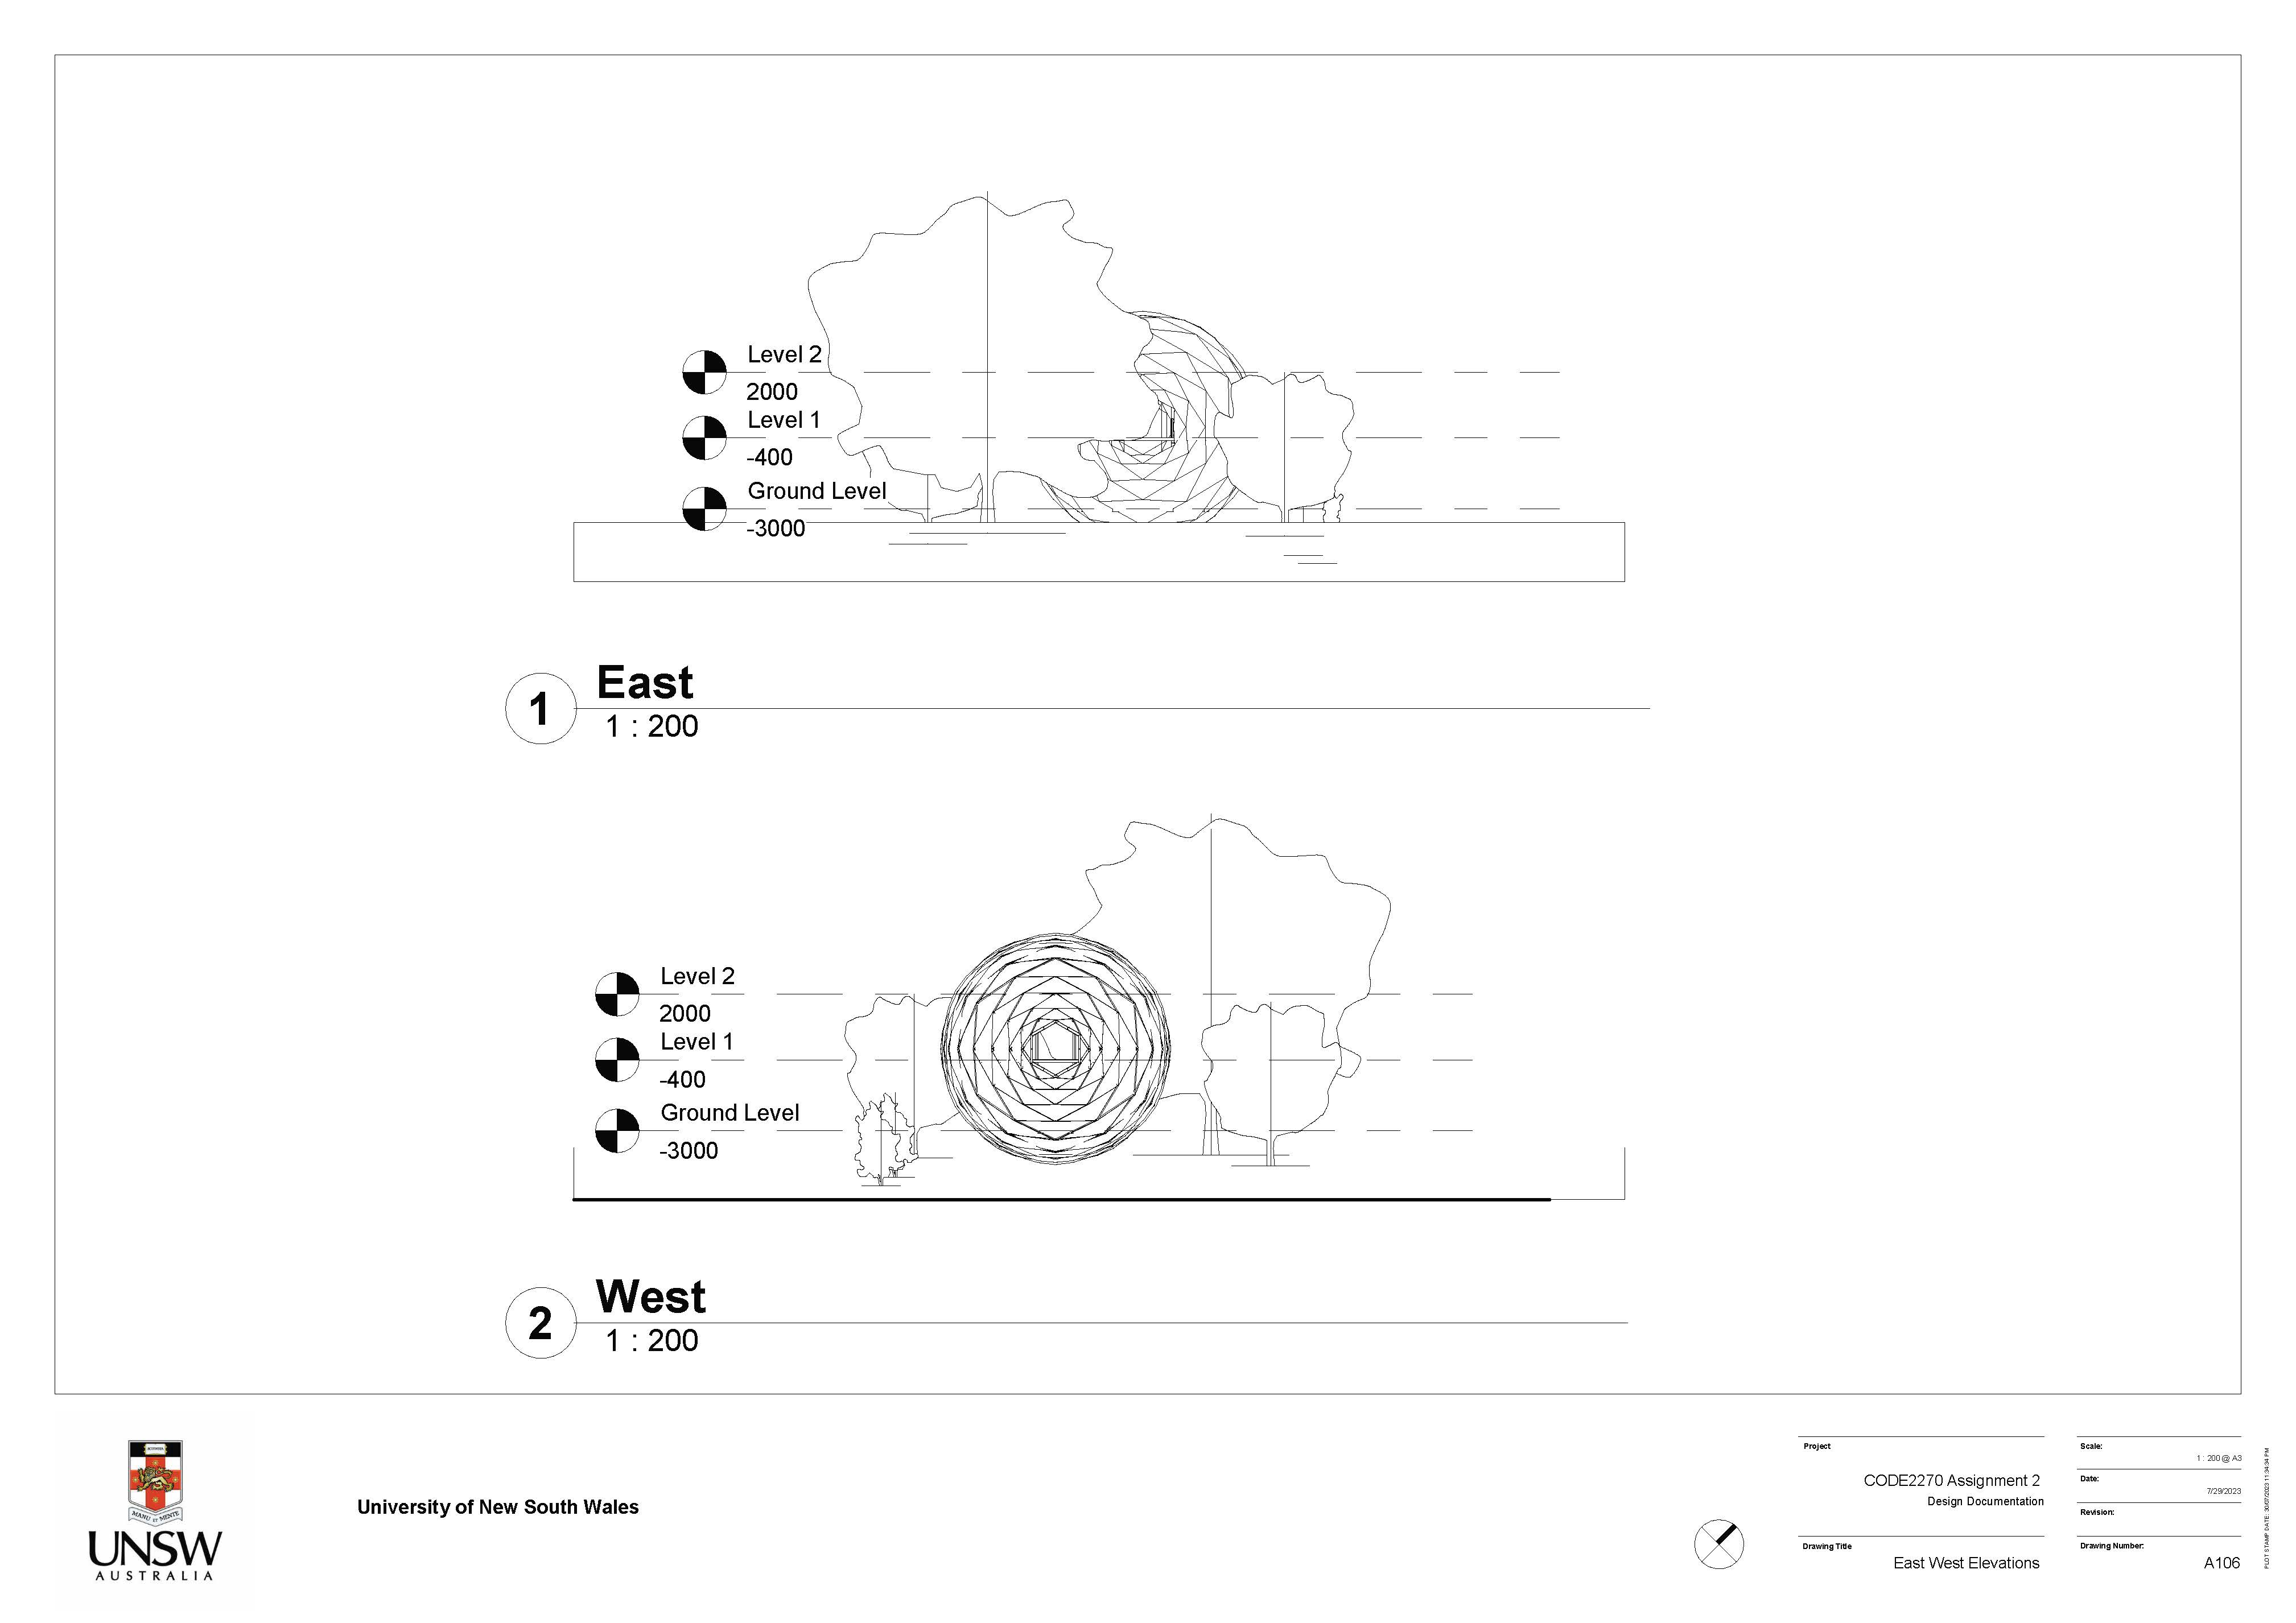 Level 2
2000
Level 1
-400
Ground Level
-3000
1
East
1 : 200
Level 2
2000
Level 1
-400
Ground Level
-3000
2
West
1 : 200
MANU ET MENTE
UNSW
AUSTRALIA
University of New South Wales
Project
CODE2270 Assignment 2
Design Documentation
Drawing Title
East West Elevations
Scale:
1 : 200 @ A3
Date:
7/29/2023
Revision:
Drawing Number:
A106
PLOT STAMP DATE: 30/07/2023 11:34:34 PM